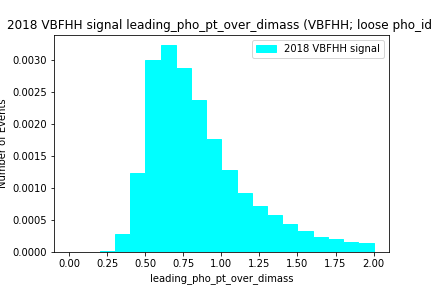 2018 VBFHH signal leading_pho_pt_over_dimass (VBFHH; loose pho_id
2018 VBFHH signal
0.0030
0.0025
0.0020
0.0015
0.0010
0.0005
0.0000
Number of Events
0.00 0.25 0.50 0.75 1.00 1.25 1.50 1.75 2.00
leading_pho_pt_over_dimass